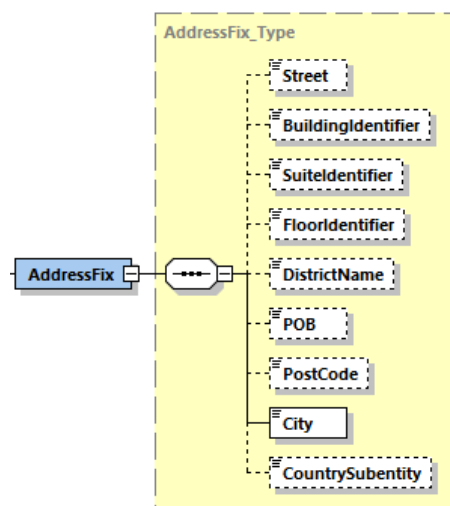 AddressFix_Type
Street
BuildingIdentifier
SuiteIdentifier
FloorIdentifier
AddressFix
DistrictName
POB
PostCode
City
CountrySubentity